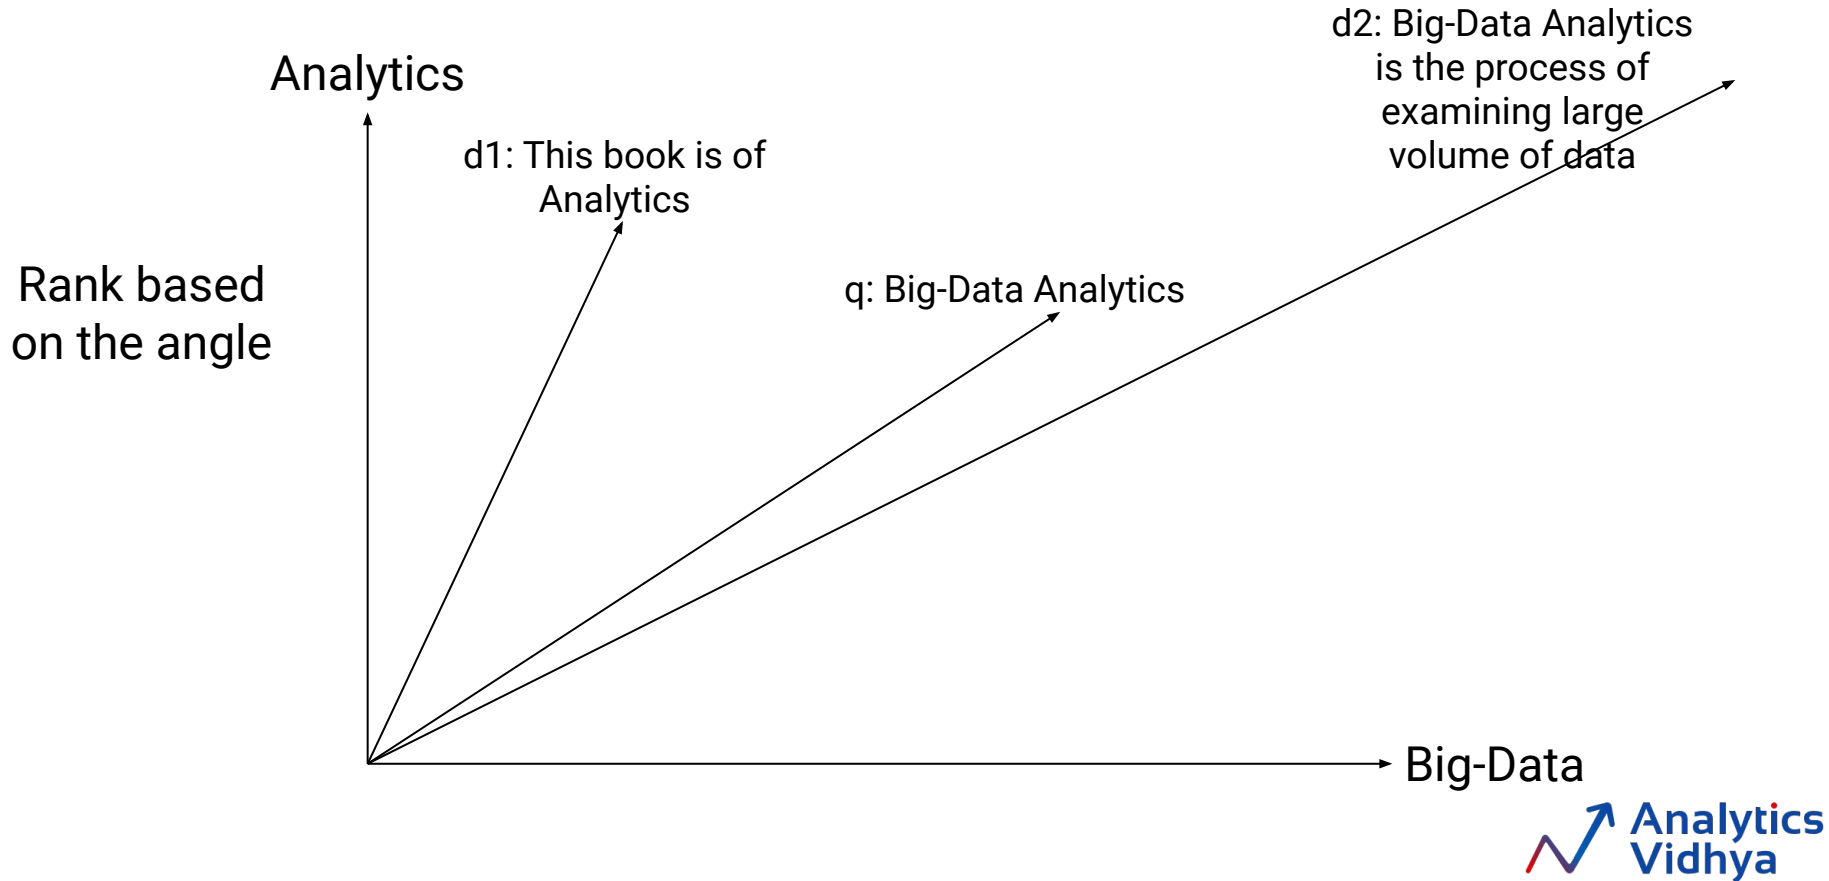 Analytics
d1: This book is of
Analytics
Rank based
on the angle
q: Big-Data Analytics
d2: Big-Data Analytics
is the process of
examining large
volume of data
Big-Data
Analytics
Vidhya